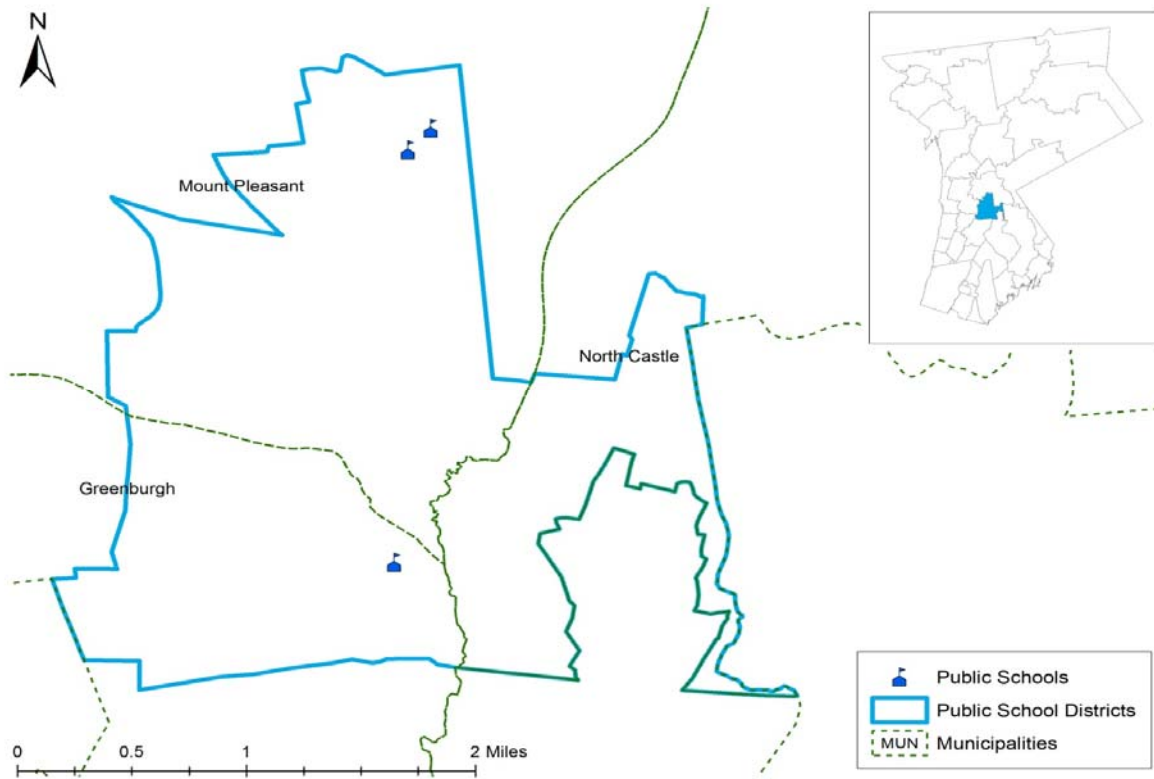 N
Mount Pleasant
North Castle
Greenburgh
0 0.5 1 2 Miles
Public Schools
Public School Districts
MUN Municipalities